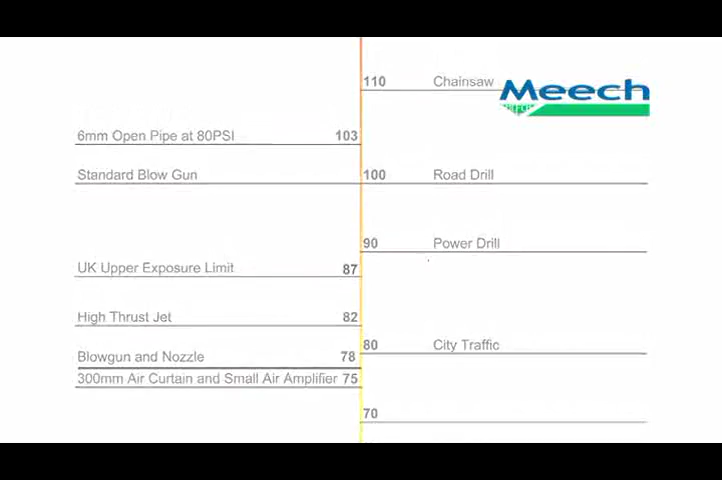 110 Chainsaw
Meech
6mm Open Pipe at 80PSI 103
Standard Blow Gun 100 Road Drill
90 Power Drill
UK Upper Exposure Limit 87
High Thrust Jet 82
80 City Traffic
Blowgun and Nozzle 78
300mm Air Curtain and Small Air Amplifier 75
70